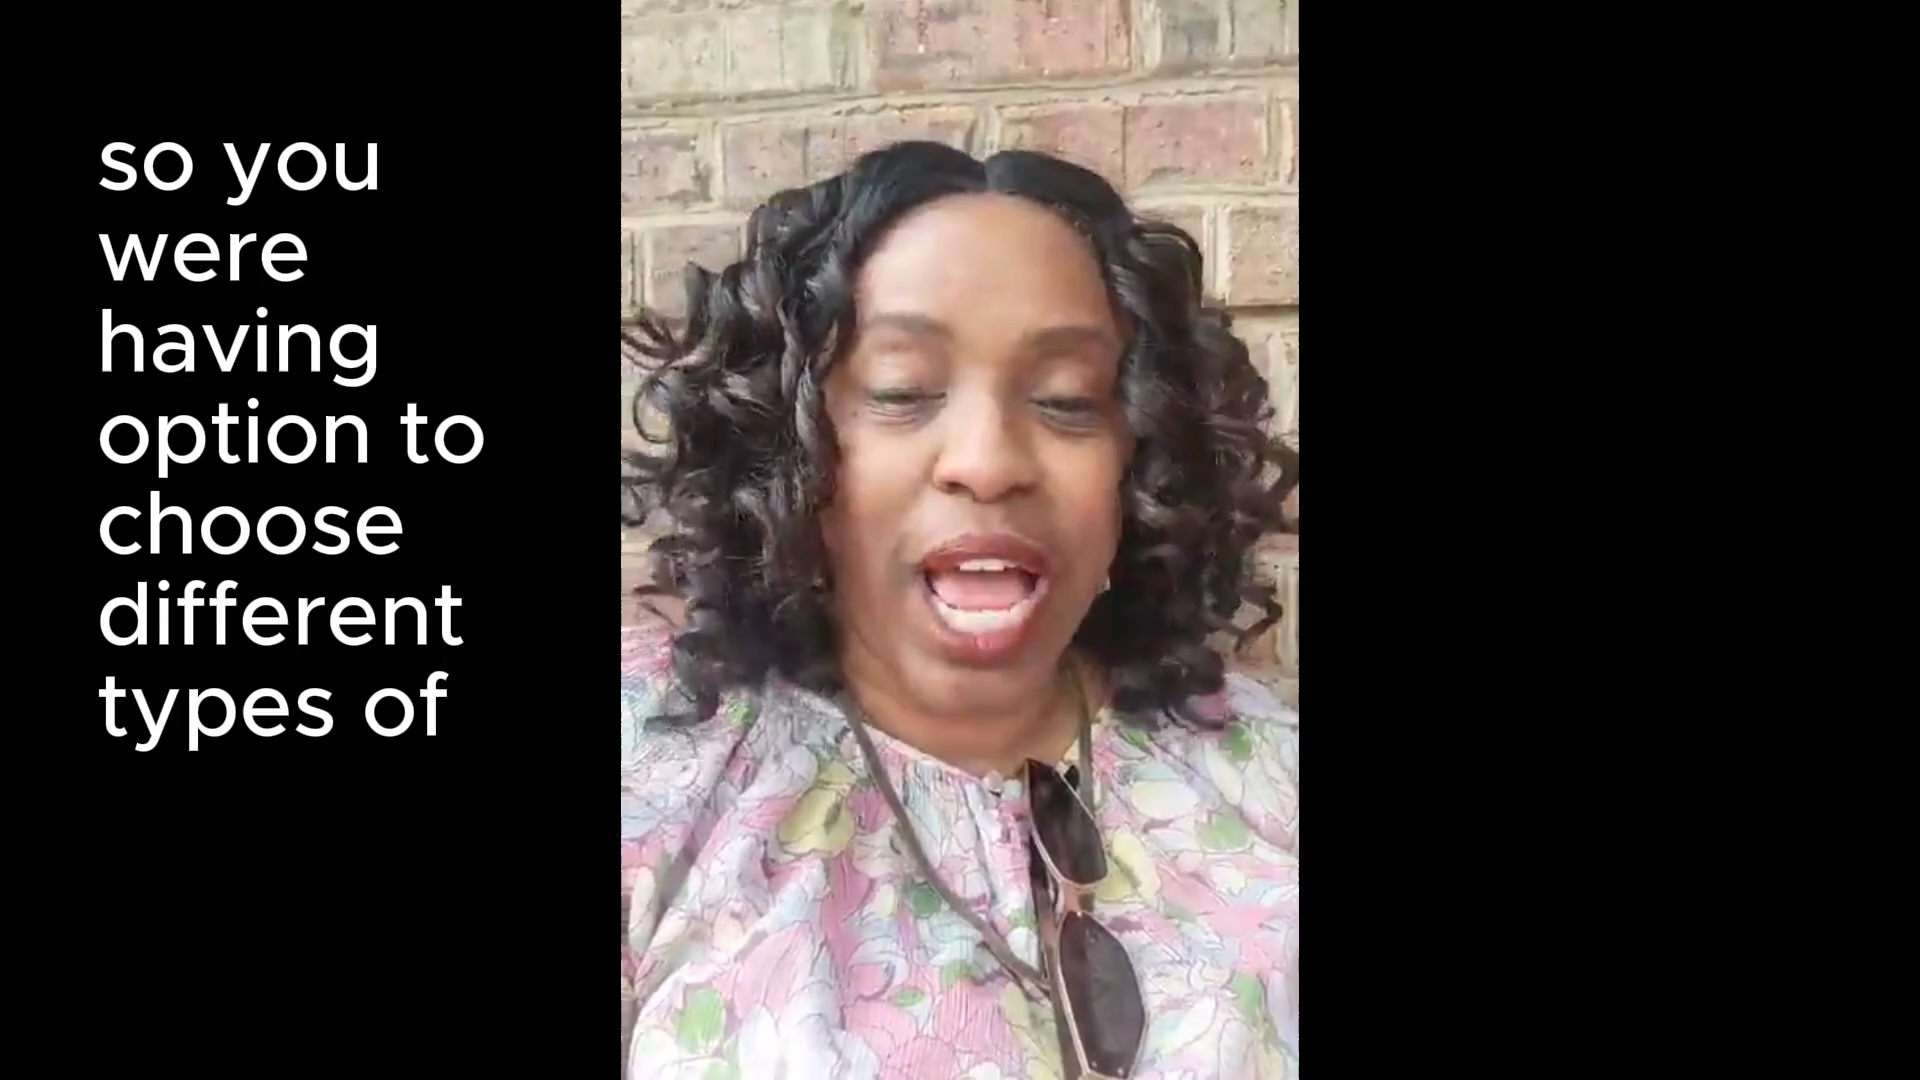 so you
were
having
option to
choose
different
types of